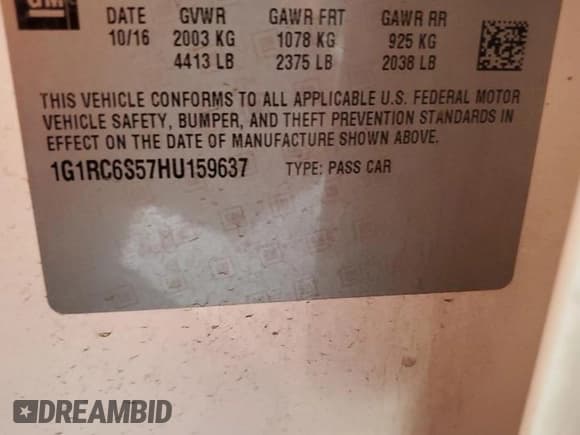 GM
DATE GVWR GAWR FRT GAWR RR
10/16 2003 KG 1078 KG 925 KG
4413 LB 2375 LB 2038 LB
THIS VEHICLE CONFORMS TO ALL APPLICABLE U.S. FEDERAL MOTOR
VEHICLE SAFETY, BUMPER, AND THEFT PREVENTION STANDARDS IN
EFFECT ON THE DATE OF MANUFACTURE SHOWN ABOVE.
1G1RC6S57HU159637 TYPE: PASS CAR
DREAMBID